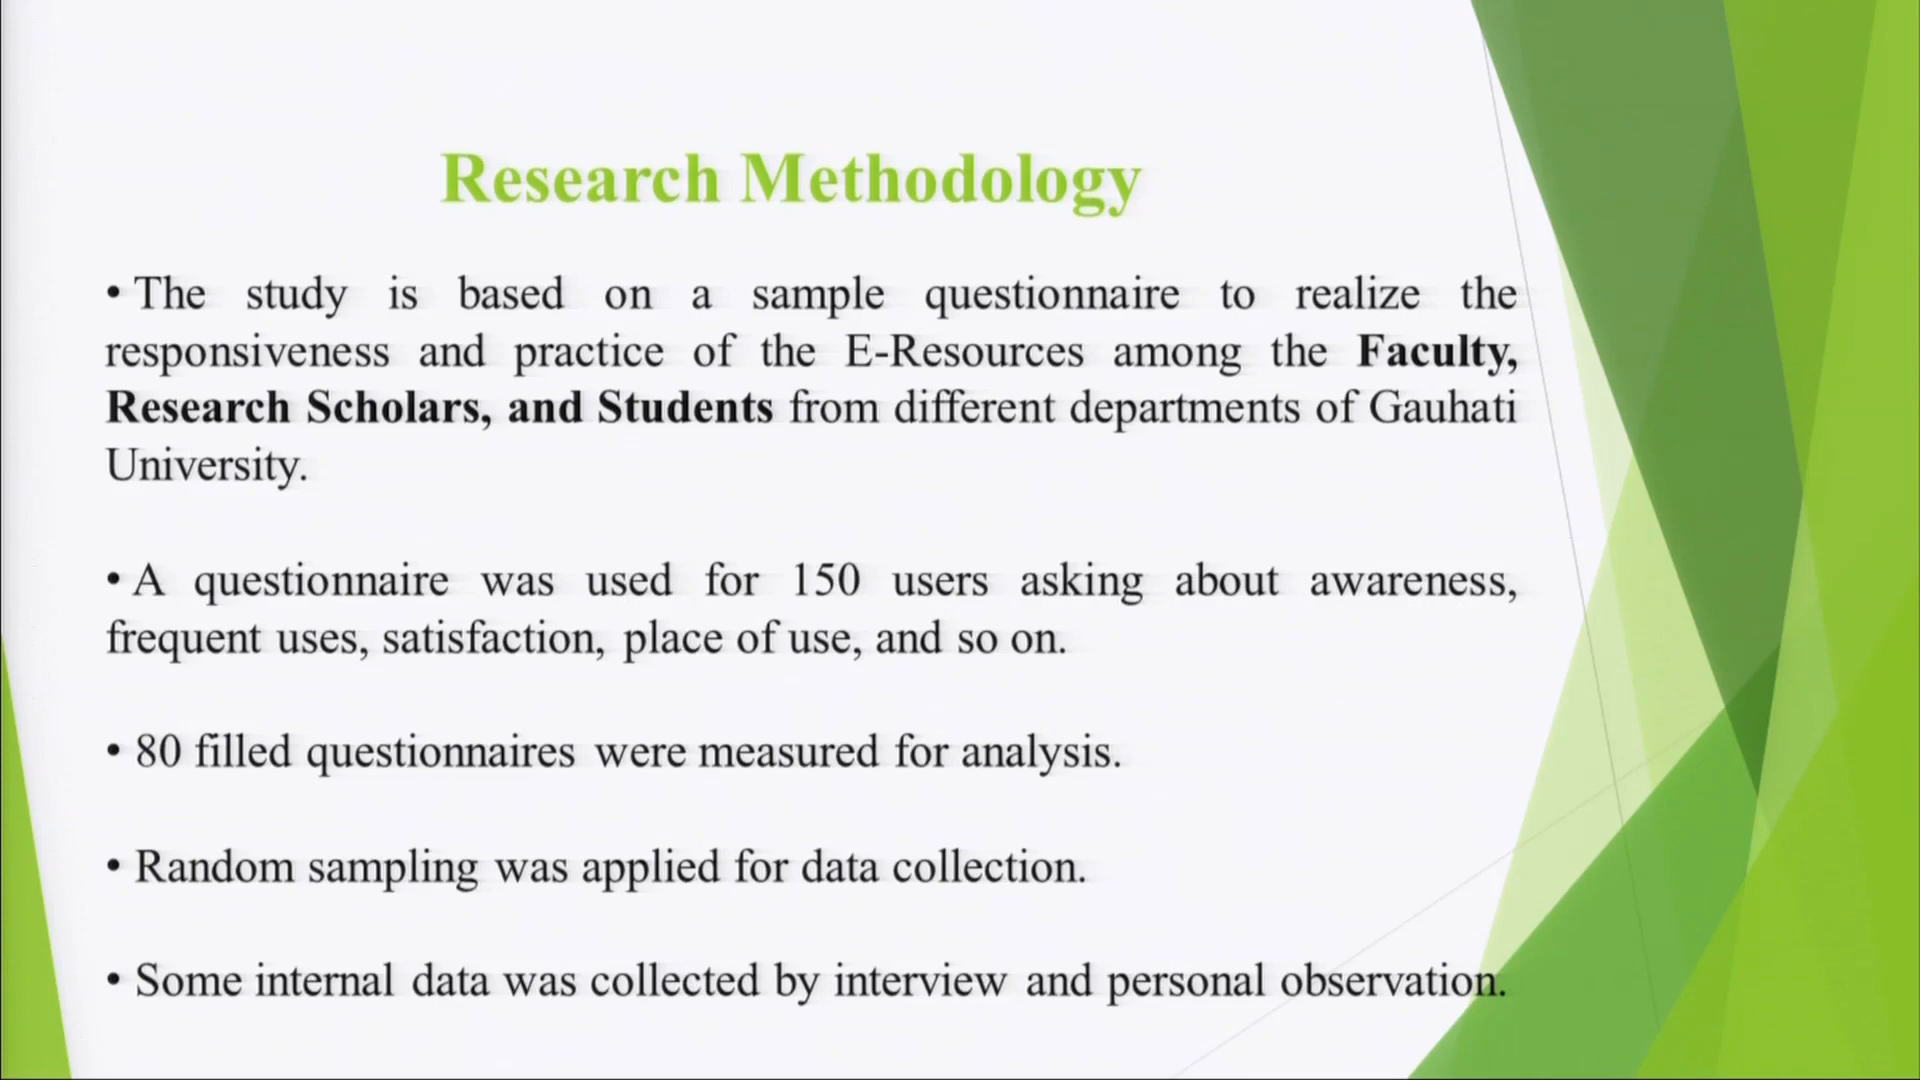 Research Methodology
• The study is based on a sample questionnaire to realize the
responsiveness and practice of the E-Resources among the Faculty,
Research Scholars, and Students from different departments of Gauhati
University.
• A questionnaire was used for 150 users asking about awareness,
frequent uses, satisfaction, place of use, and so on.
• 80 filled questionnaires were measured for analysis.
• Random sampling was applied for data collection.
• Some internal data was collected by interview and personal observation.